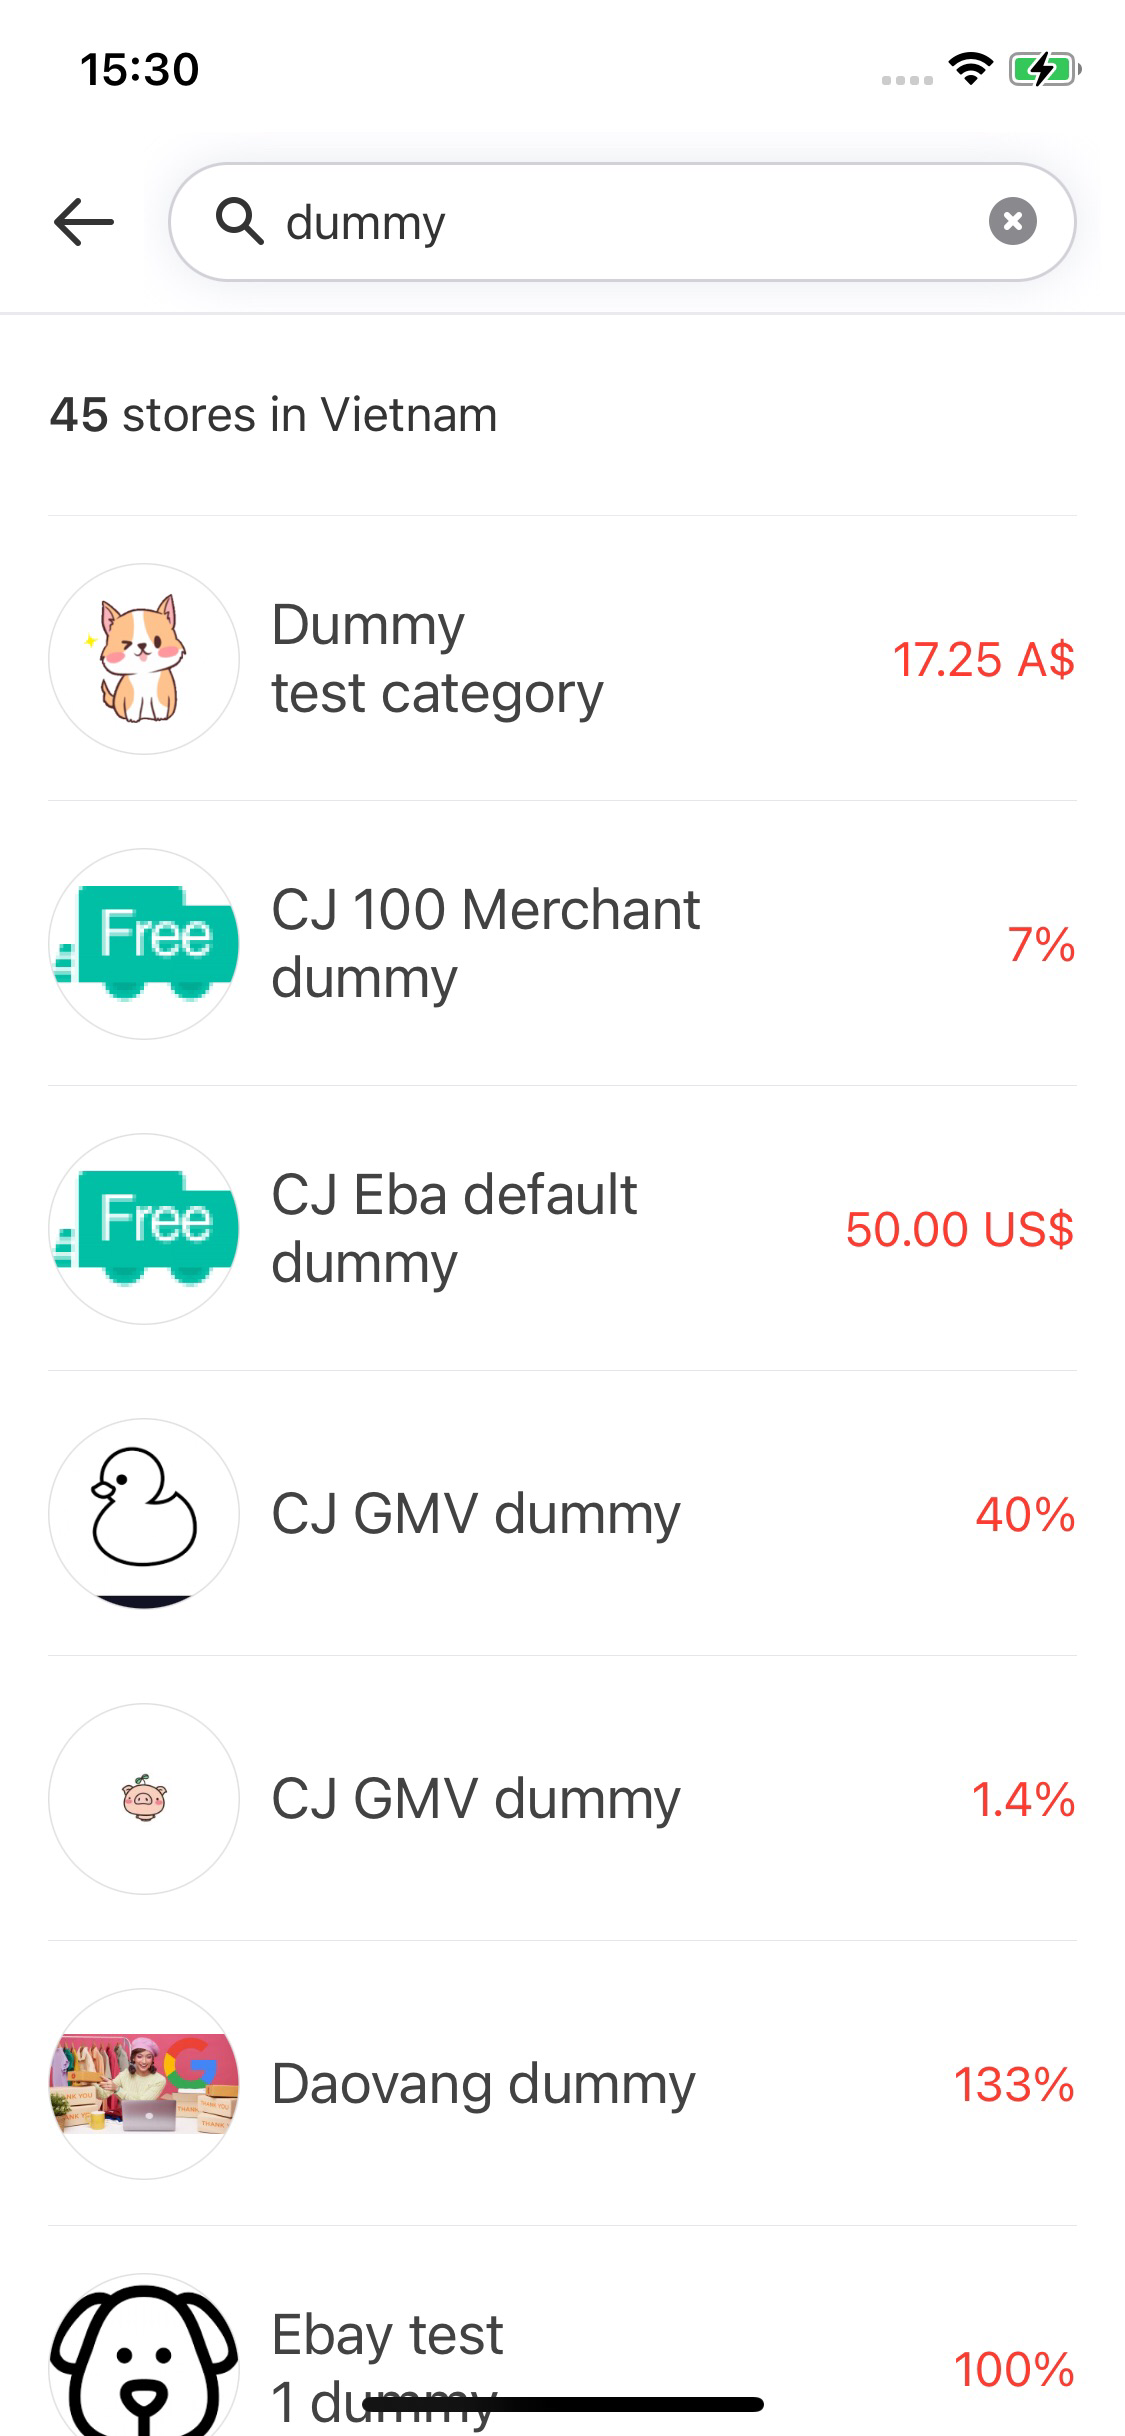 15:30
dummy
45 stores in Vietnam
Dummy
test category
17.25 A$
Free
CJ 100 Merchant
dummy
7%
Free
CJ Eba default
dummy
50.00 US$
CJ GMV dummy
40%
CJ GMV dummy
1.4%
Daovang dummy
133%
Ebay test
1 dummy
100%